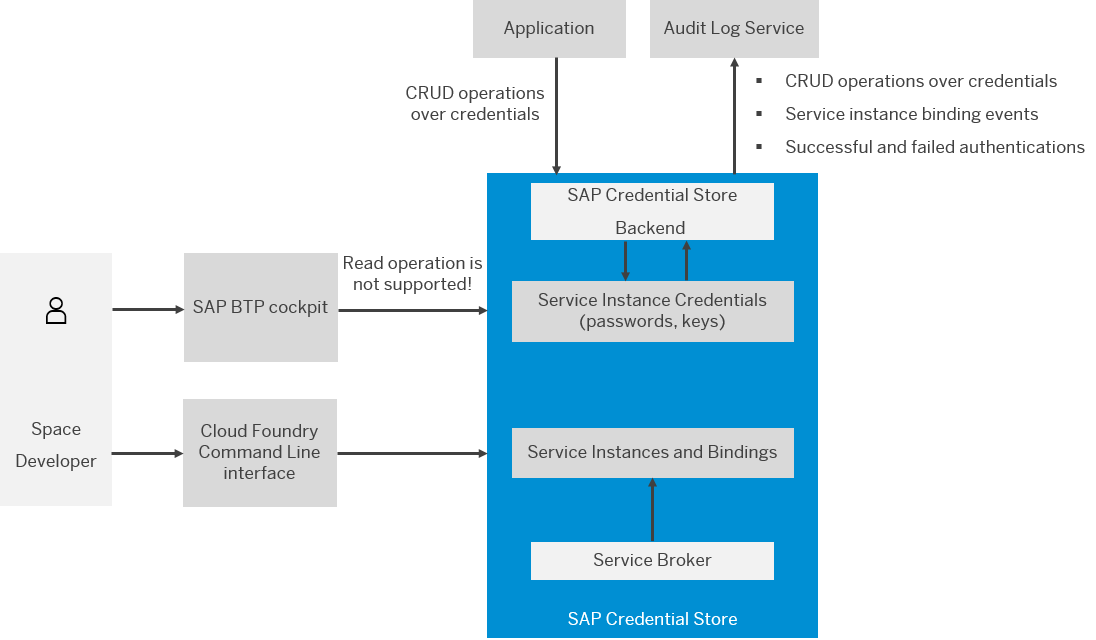 Application
Audit Log Service
CRUD operations
over credentials
▪ CRUD operations over credentials
▪ Service instance binding events
▪ Successful and failed authentications
SAP Credential Store
Backend
Read operation is
not supported!
SAP BTP cockpit
Service Instance Credentials
(passwords, keys)
Space
Developer
Cloud Foundry
Command Line
interface
Service Instances and Bindings
Service Broker
SAP Credential Store